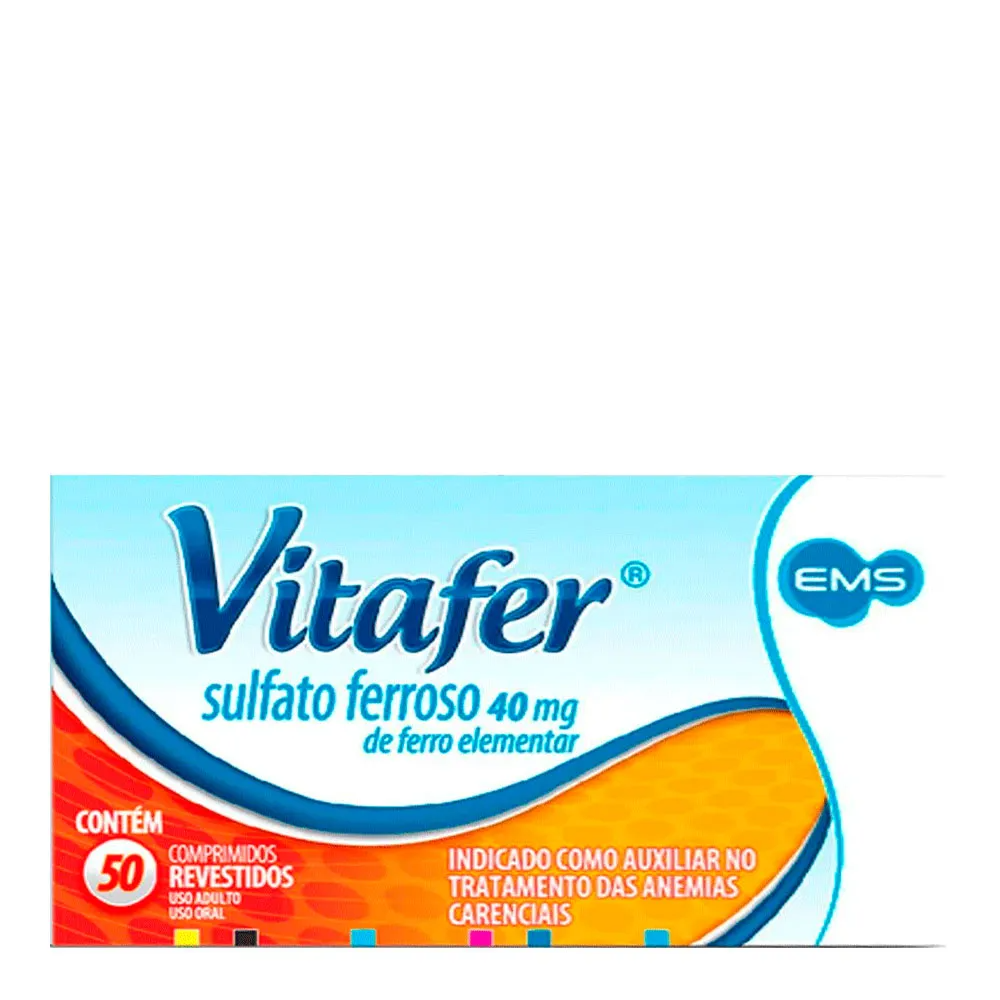 Vitafer®
EMS
sulfato ferroso 40 mg
de ferro elementar
CONTÉM
50
COMPRIMIDOS
REVESTIDOS
USO ADULTO
USO ORAL
INDICADO COMO AUXILIAR NO
TRATAMENTO DAS ANEMIAS
CARENCIAIS